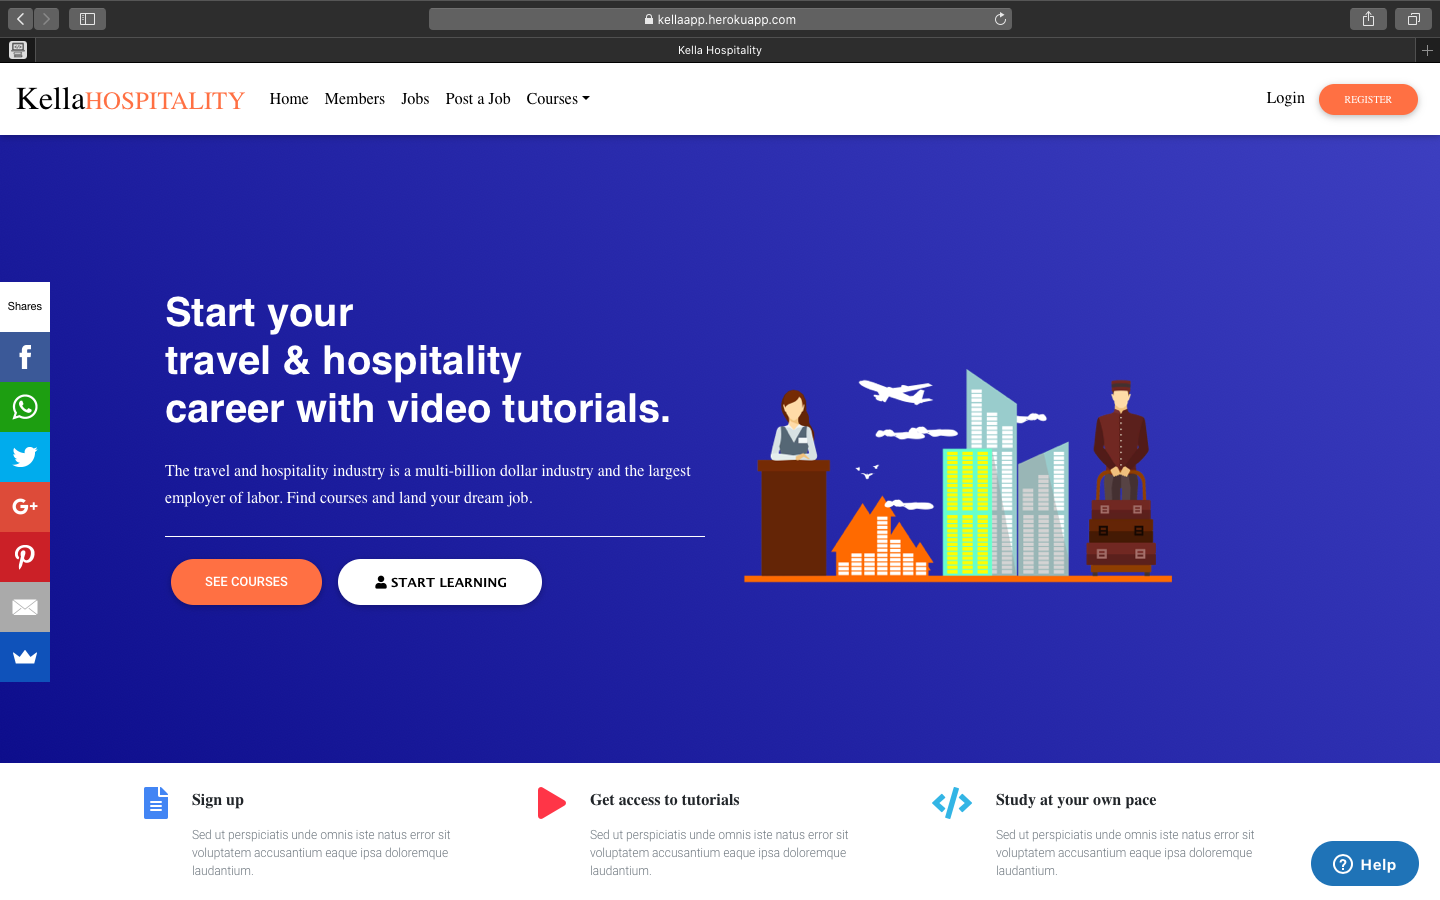 kellaapp.herokuapp.com
Kella Hospitality
KellaHOSPITALITY Home Members Jobs Post a Job Courses Login REGISTER
Shares
Start your
travel & hospitality
career with video tutorials.
The travel and hospitality industry is a multi-billion dollar industry and the largest
employer of labor. Find courses and land your dream job.
SEE COURSES START LEARNING
Sign up
Sed ut perspiciatis unde omnis iste natus error sit
voluptatem accusantium eaque ipsa doloremque
laudantium.
Get access to tutorials
Sed ut perspiciatis unde omnis iste natus error sit
voluptatem accusantium eaque ipsa doloremque
laudantium.
Study at your own pace
Sed ut perspiciatis unde omnis iste natus error sit
voluptatem accusantium eaque ipsa doloremque
laudantium.
Help